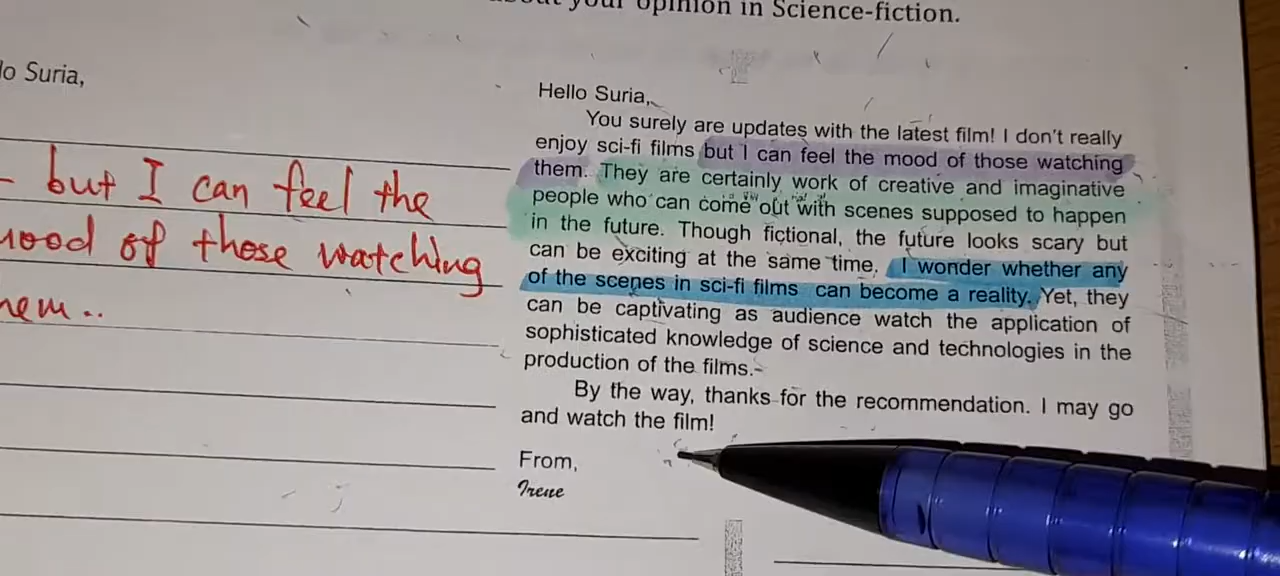 your opinion in Science-fiction.
lo Suria,
but I can feel the
mood of those watching
them..
Hello Suria,
You surely are updates with the latest film! I don't really
enjoy sci-fi films but I can feel the mood of those watching
them. They are certainly work of creative and imaginative
people who can come out with scenes supposed to happen
in the future. Though fictional, the future looks scary but
can be exciting at the same time. I wonder whether any
of the scenes in sci-fi films can become a reality. Yet, they
can be captivating as audience watch the application of
sophisticated knowledge of science and technologies in the
production of the films.
By the way, thanks for the recommendation. I may go
and watch the film!
From,
Irene